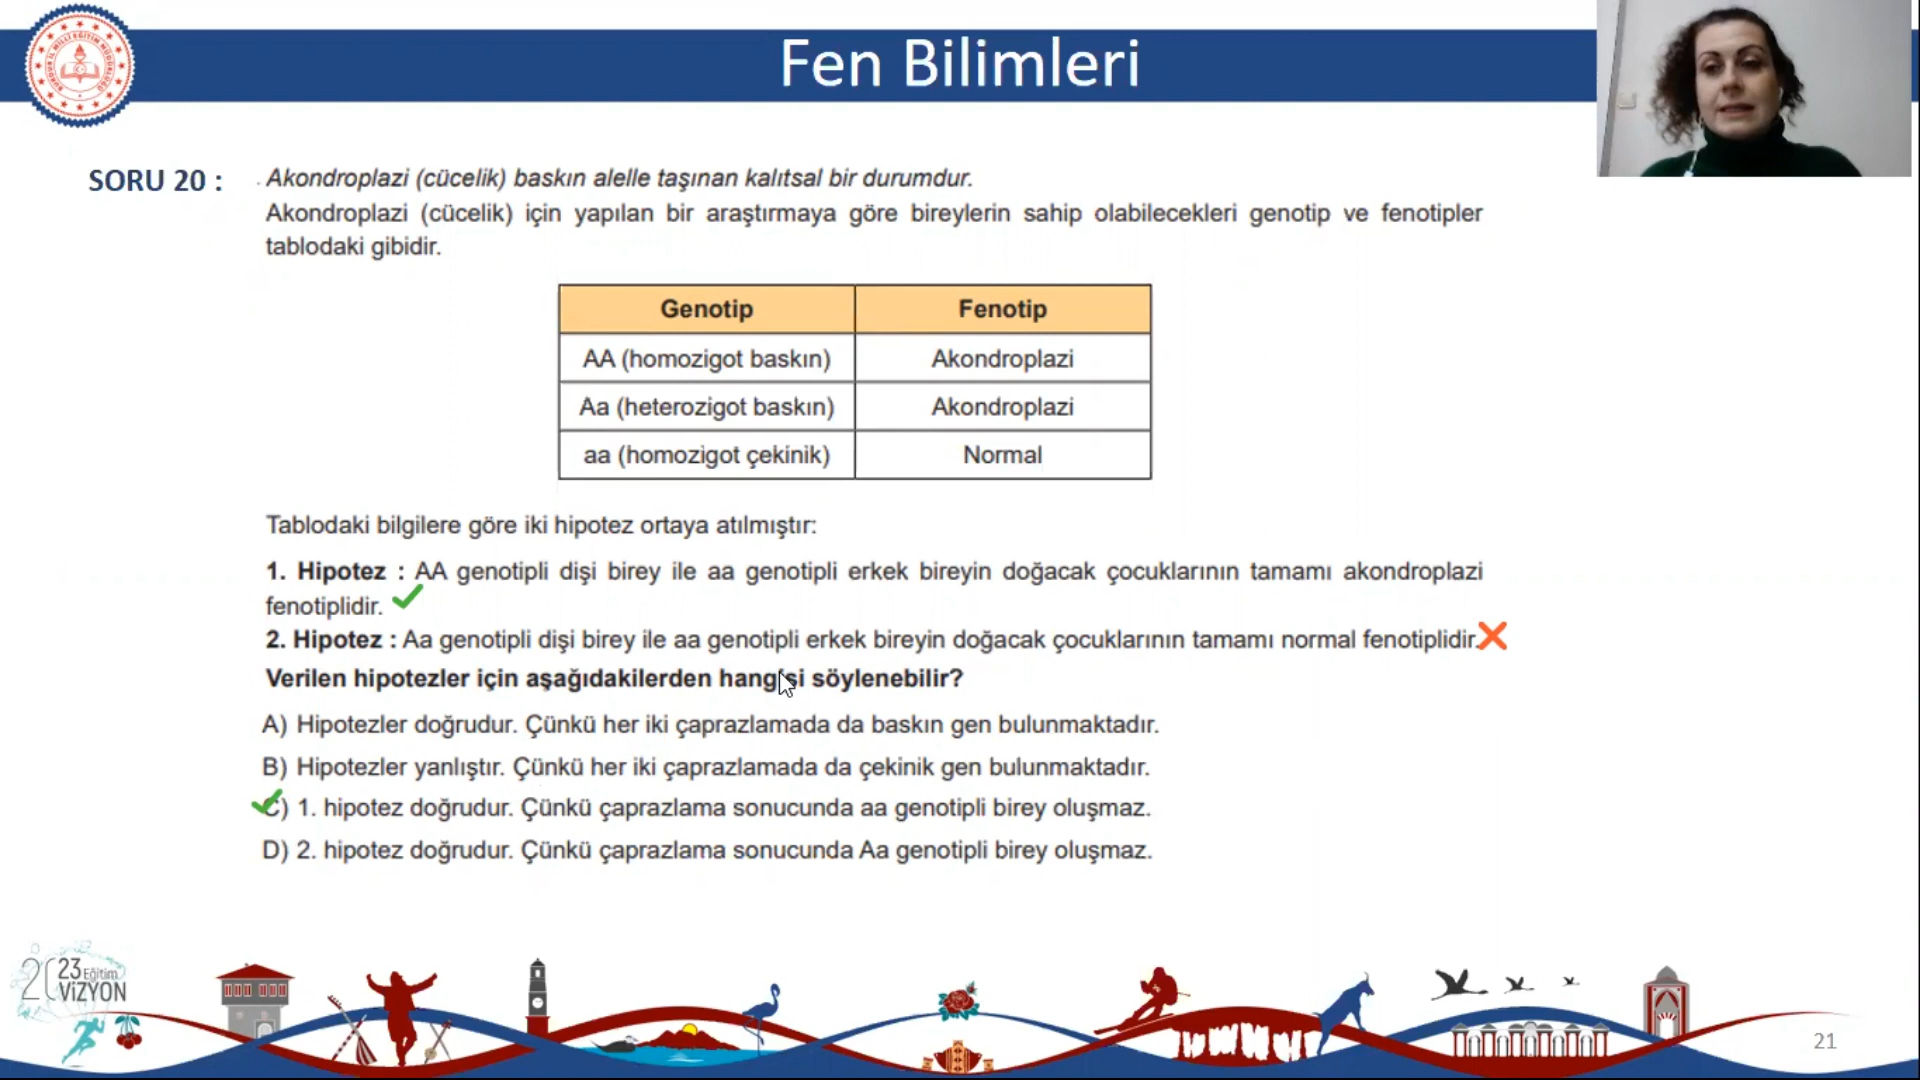 Fen Bilimleri
SORU 20 :
Akondroplazi (cücelik) baskın alelle taşınan kalıtsal bir durumdur.
Akondroplazi (cücelik) için yapılan bir araştırmaya göre bireylerin sahip olabilecekleri genotip ve fenotipler
tablodaki gibidir.
Genotip Fenotip
AA (homozigot baskın) Akondroplazi
Aa (heterozigot baskın) Akondroplazi
aa (homozigot çekinik) Normal
Tablodaki bilgilere göre iki hipotez ortaya atılmıştır:
1. Hipotez : AA genotipli dişi birey ile aa genotipli erkek bireyin doğacak çocuklarının tamamı akondroplazi
fenotiplidir.
2. Hipotez : Aa genotipli dişi birey ile aa genotipli erkek bireyin doğacak çocuklarının tamamı normal fenotiplidir.
Verilen hipotezler için aşağıdakilerden hangisi söylenebilir?
A) Hipotezler doğrudur. Çünkü her iki çaprazlamada da baskın gen bulunmaktadır.
B) Hipotezler yanlıştır. Çünkü her iki çaprazlamada da çekinik gen bulunmaktadır.
C) 1. hipotez doğrudur. Çünkü çaprazlama sonucunda aa genotipli birey oluşmaz.
D) 2. hipotez doğrudur. Çünkü çaprazlama sonucunda Aa genotipli birey oluşmaz.
2023 Eğitim
VİZYON
21